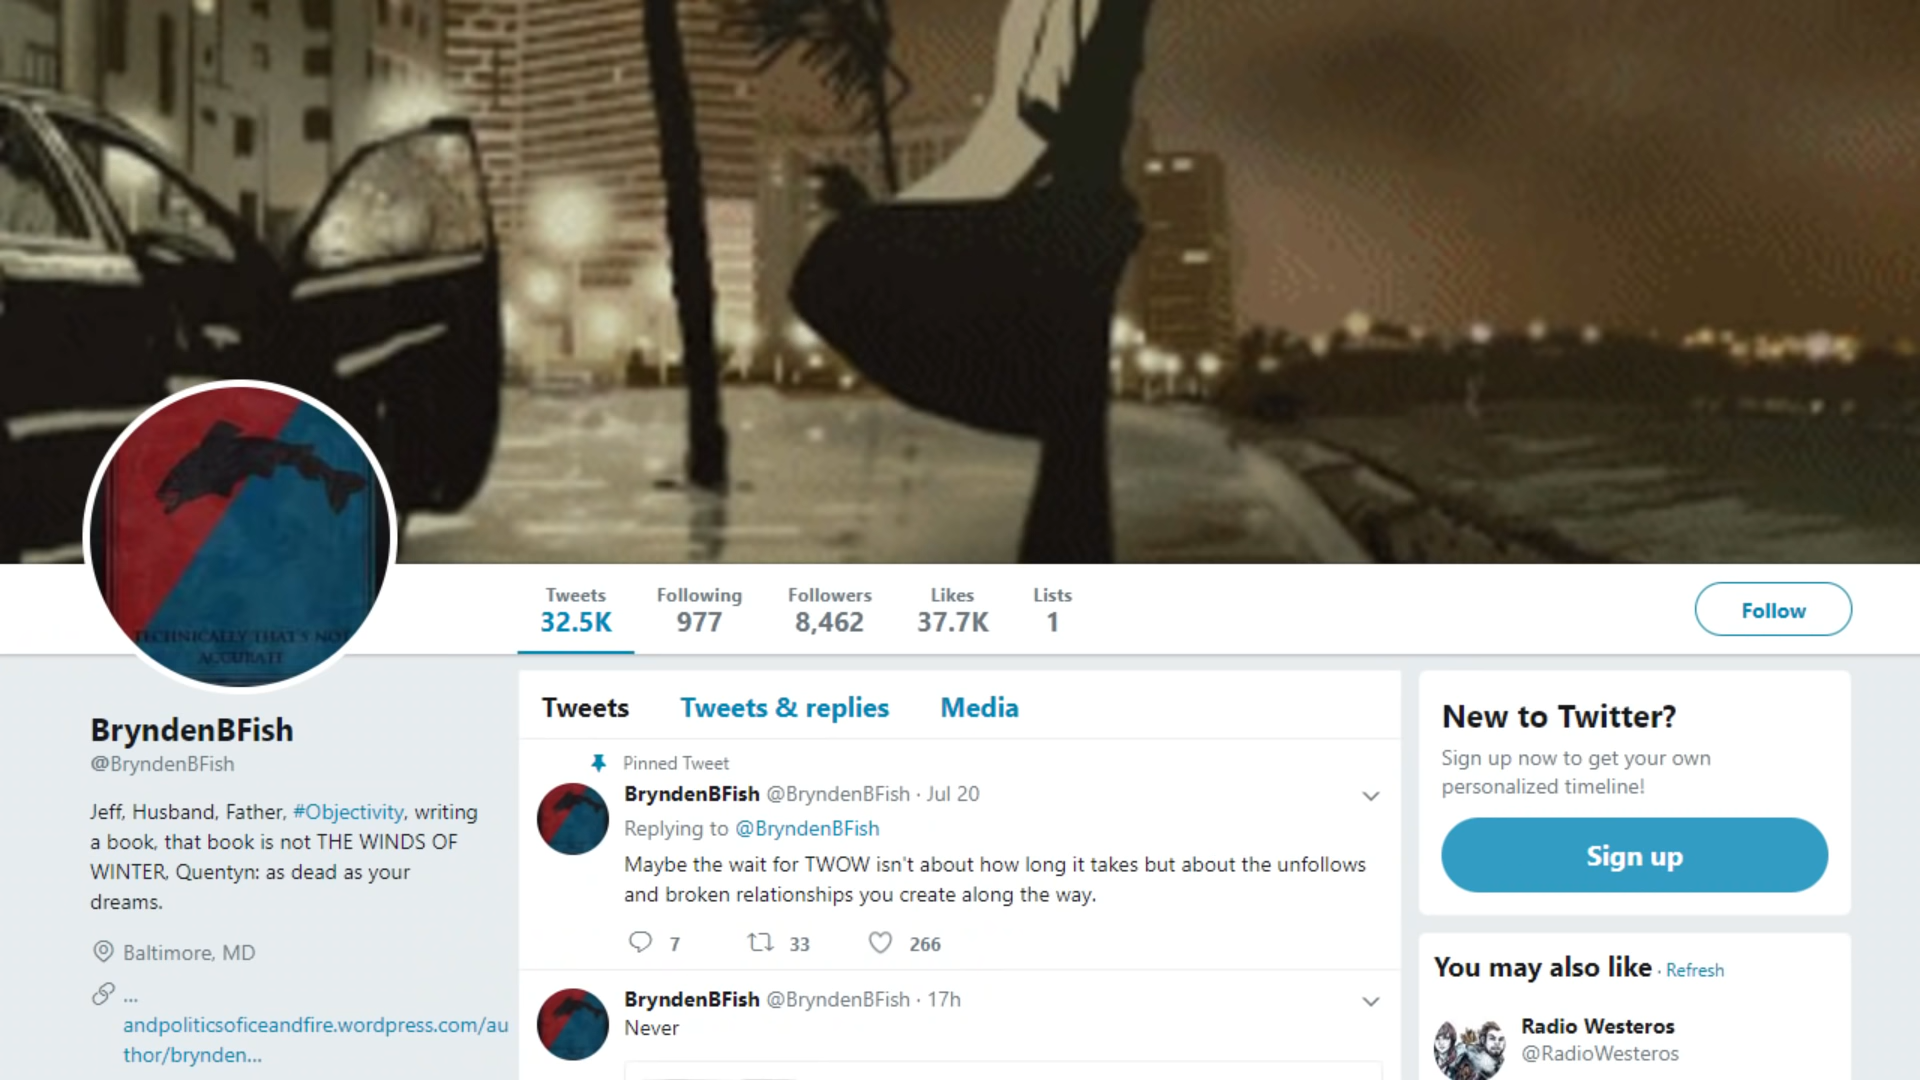 TECHNICALLY THAT'S NOT
ACCURATE
Tweets
32.5K
Following
977
Followers
8,462
Likes
37.7K
Lists
1
Follow
BryndenBFish
@BryndenBFish
Jeff, Husband, Father, #Objectivity, writing
a book, that book is not THE WINDS OF
WINTER, Quentyn: as dead as your
dreams.
Baltimore, MD
...
andpoliticsoficeandfire.wordpress.com/au
thor/brynden...
Tweets Tweets & replies Media
Pinned Tweet
BryndenBFish @BryndenBFish · Jul 20
Replying to @BryndenBFish
Maybe the wait for TWOW isn't about how long it takes but about the unfollows
and broken relationships you create along the way.
7 33 266
BryndenBFish @BryndenBFish · 17h
Never
New to Twitter?
Sign up now to get your own
personalized timeline!
Sign up
You may also like · Refresh
Radio Westeros
@RadioWesteros